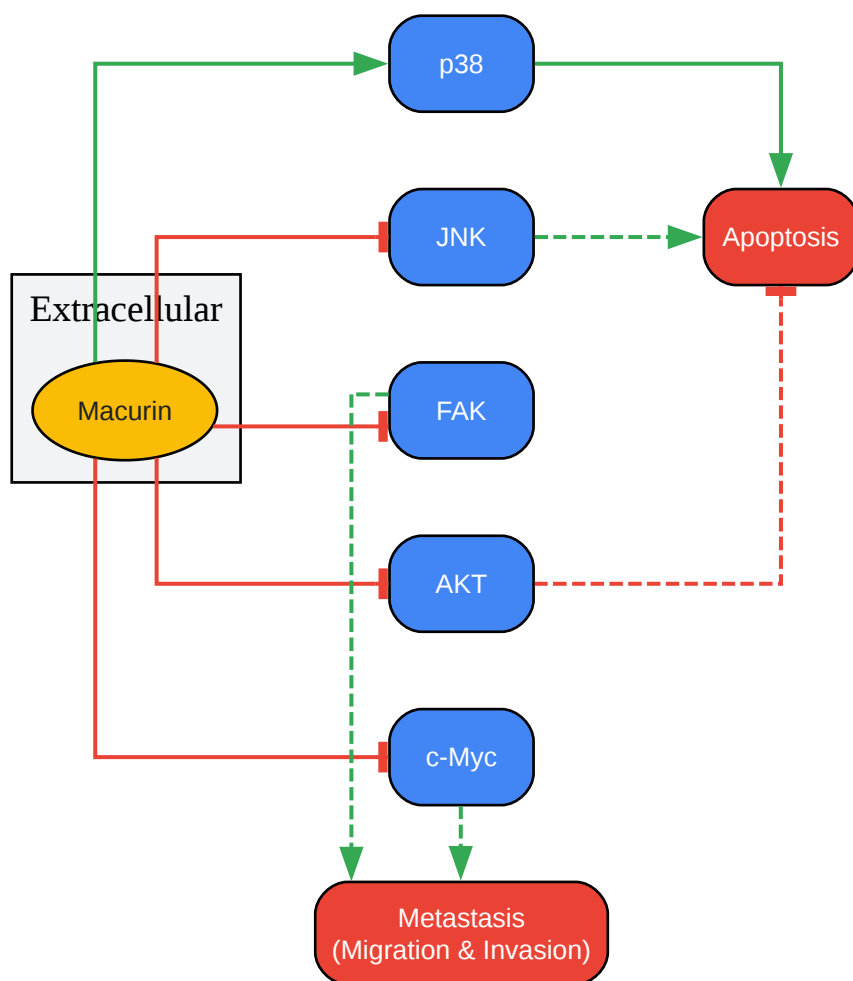 p38
JNK
Apoptosis
Extracellular
Macurin
FAK
AKT
c-Myc
Metastasis
(Migration & Invasion)